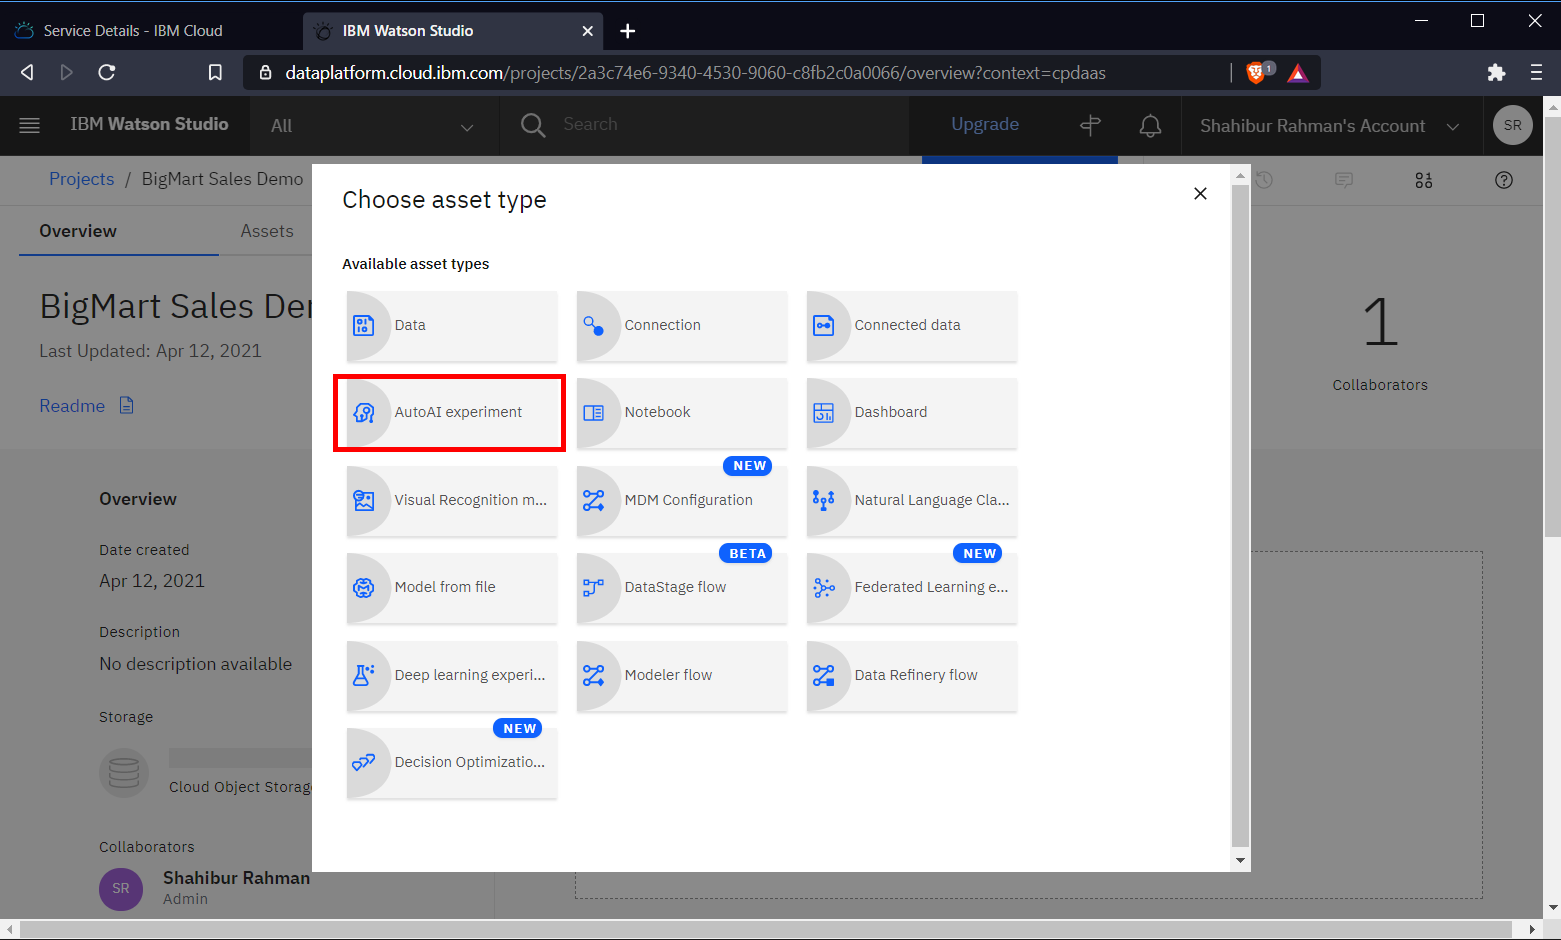 Service Details - IBM Cloud
IBM Watson Studio
dataplatform.cloud.ibm.com/projects/2a3c74e6-9340-4530-9060-c8fb2c0a0066/overview?context=cpdaas
1
IBM Watson Studio
All
Search
Upgrade
Shahibur Rahman's Account
SR
Projects / BigMart Sales Demo
Overview
Assets
BigMart Sales De
Last Updated: Apr 12, 2021
Readme
1
Collaborators
Overview
Date created
Apr 12, 2021
Description
No description available
Storage
Cloud Object Storag
Collaborators
SR
Shahibur Rahman
Admin
Choose asset type
Available asset types
Data
Connection
Connected data
AutoAI experiment
Notebook
Dashboard
Visual Recognition m...
NEW
MDM Configuration
Natural Language Cla...
Model from file
BETA
DataStage flow
NEW
Federated Learning e...
Deep learning experi...
Modeler flow
Data Refinery flow
NEW
Decision Optimizatio...